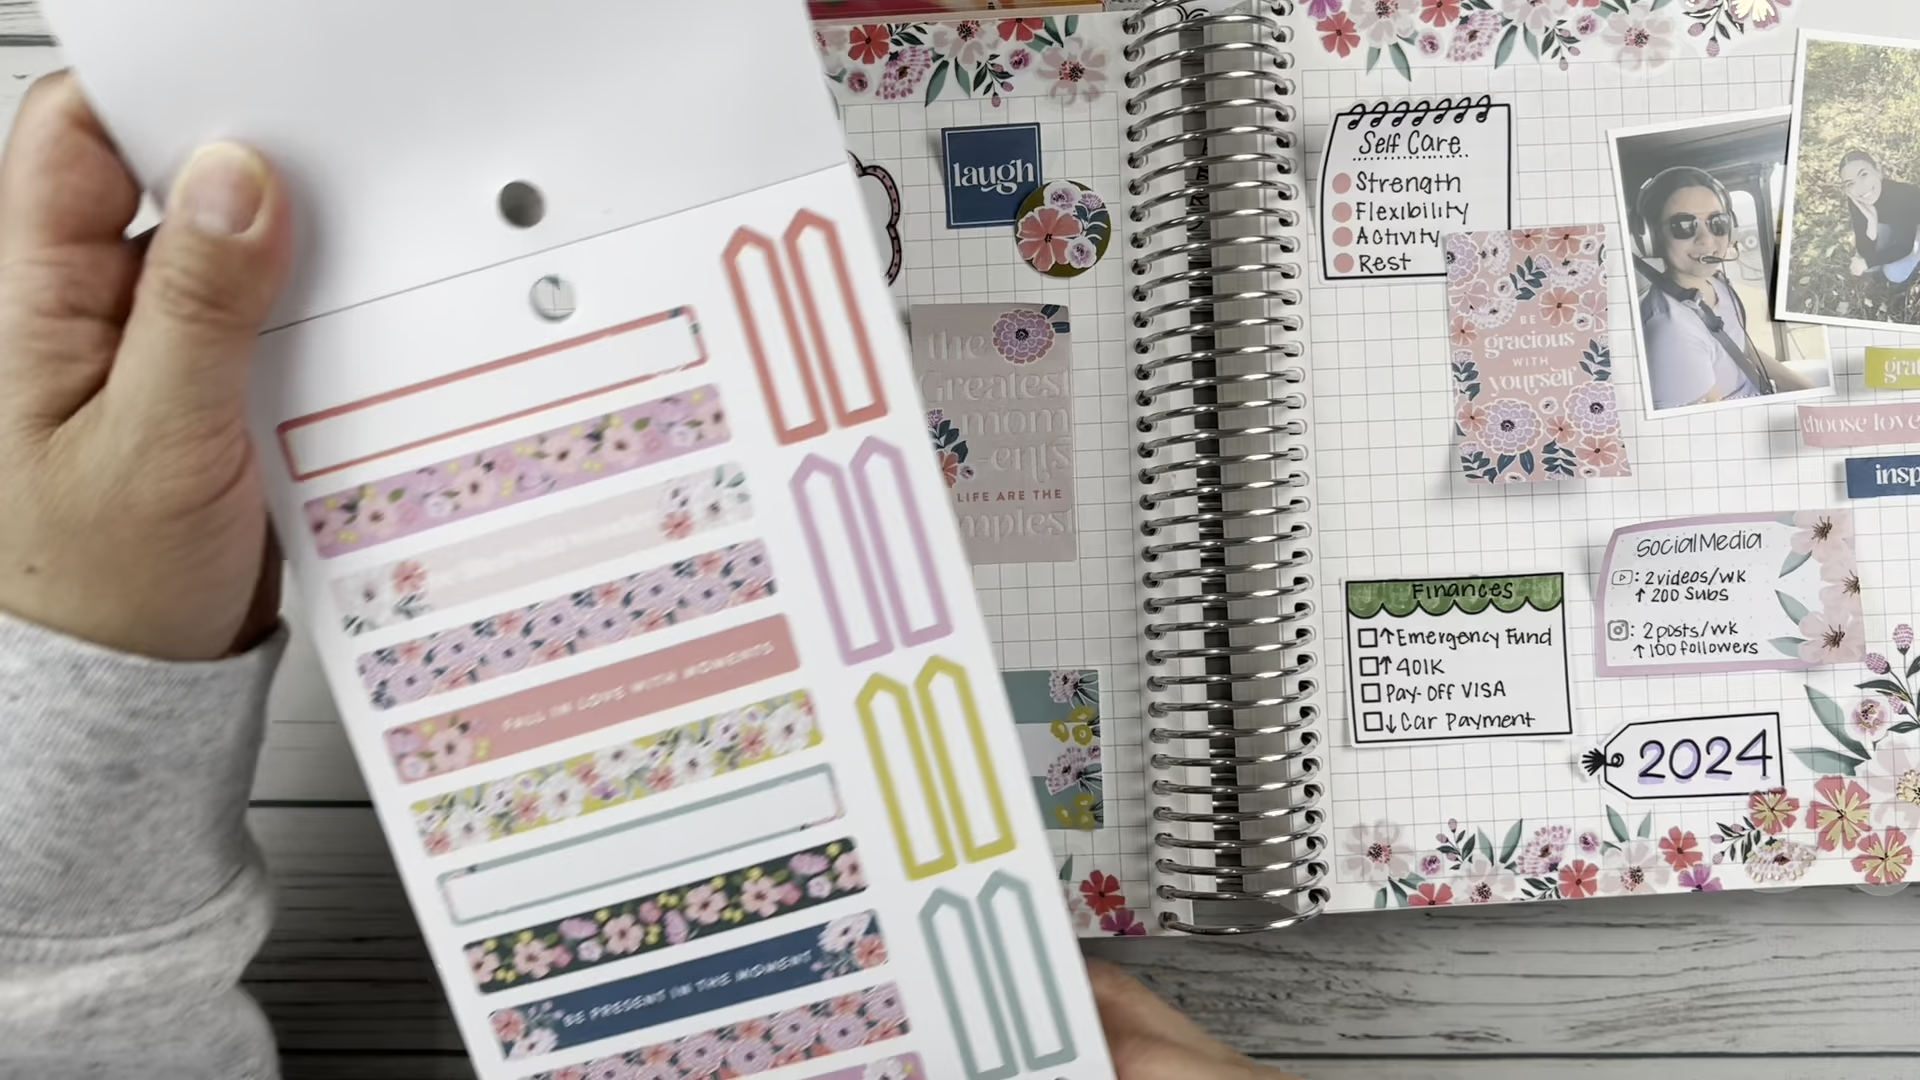 FALL IN LOVE WITH MOMENTS
BE PRESENT IN THE MOMENT
laugh
the
Greatest
mom
-ents
LIFE ARE THE
Self Care
Strength
Flexibility
Activity
Rest
BE
gracious
WITH
yourself
choose love
Finances
↑Emergency Fund
↑401K
Pay-Off VISA
↓Car Payment
Social Media
: 2 videos/wk
↑ 200 Subs
: 2 posts/wk
↑ 100 followers
2024